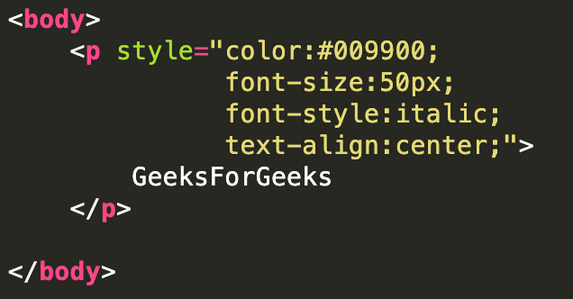 <body>
    <p style="color:#009900;
              font-size:50px;
              font-style:italic;
              text-align:center;">
        GeeksForGeeks
    </p>

</body>